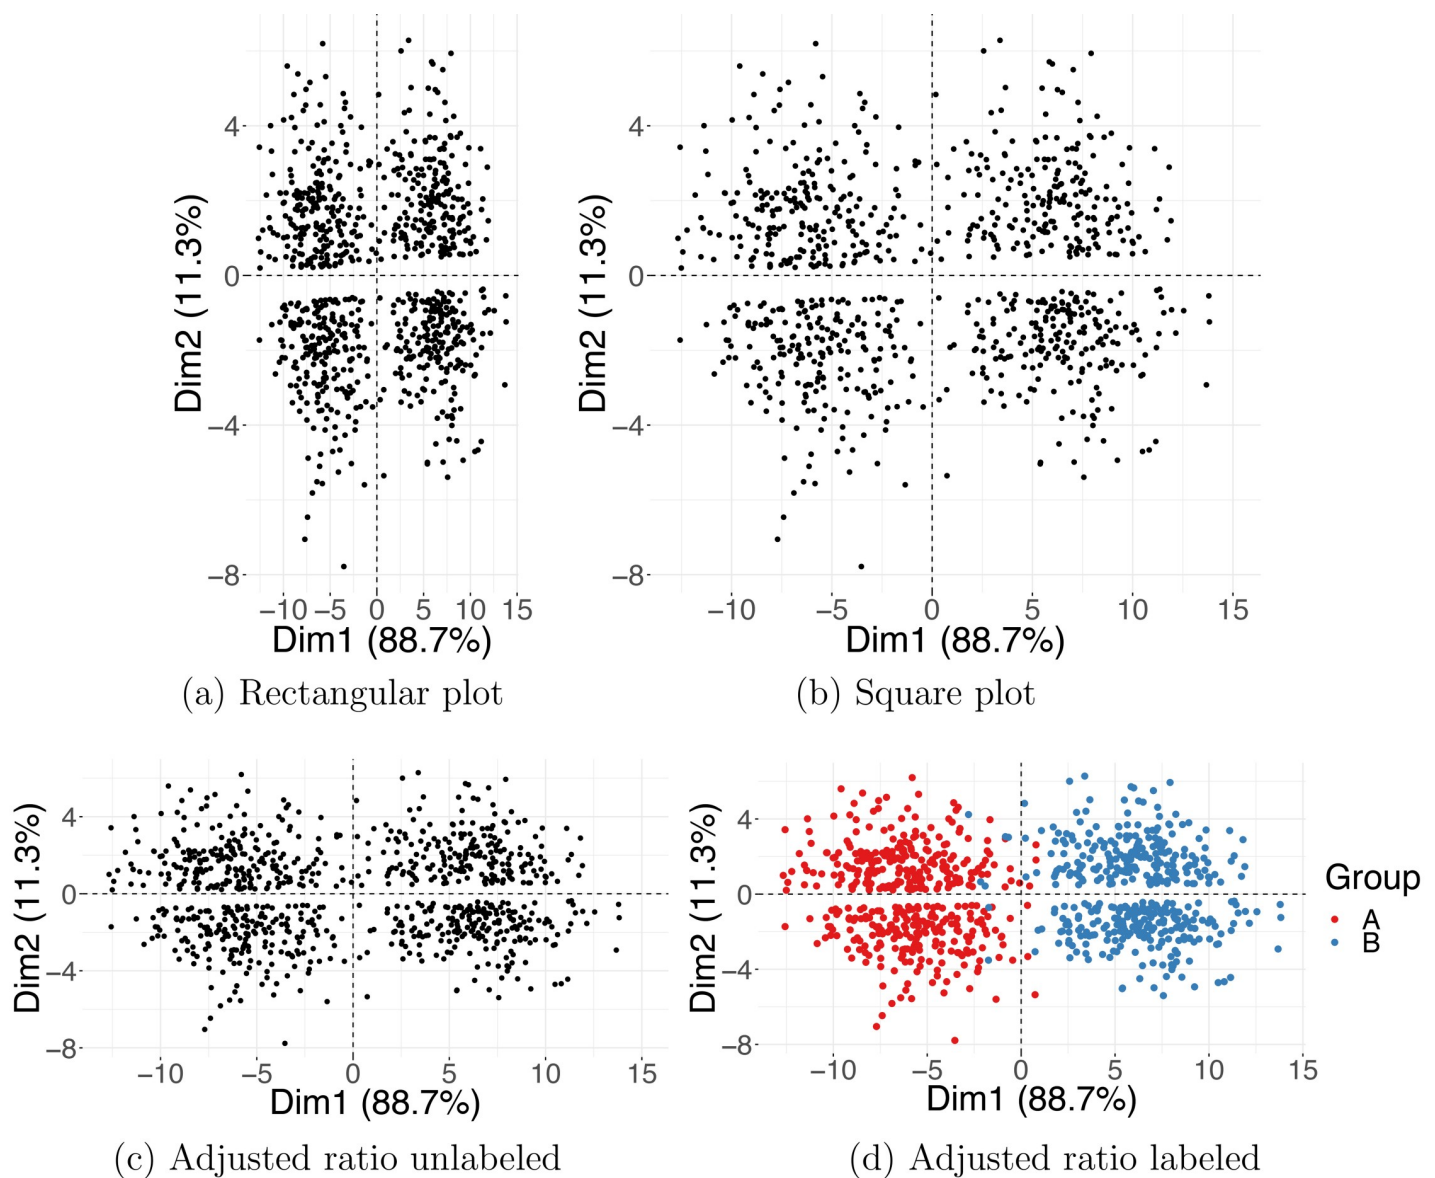 4
0
−4
−8
Dim2 (11.3%)
−10 −5 0 5 10 15
Dim1 (88.7%)
(a) Rectangular plot
4
0
−4
−8
Dim2 (11.3%)
−10 −5 0 5 10 15
Dim1 (88.7%)
(b) Square plot
4
0
−4
−8
Dim2 (11.3%)
−10 −5 0 5 10 15
Dim1 (88.7%)
(c) Adjusted ratio unlabeled
4
0
−4
−8
Dim2 (11.3%)
−10 −5 0 5 10 15
Dim1 (88.7%)
Group
A
B
(d) Adjusted ratio labeled